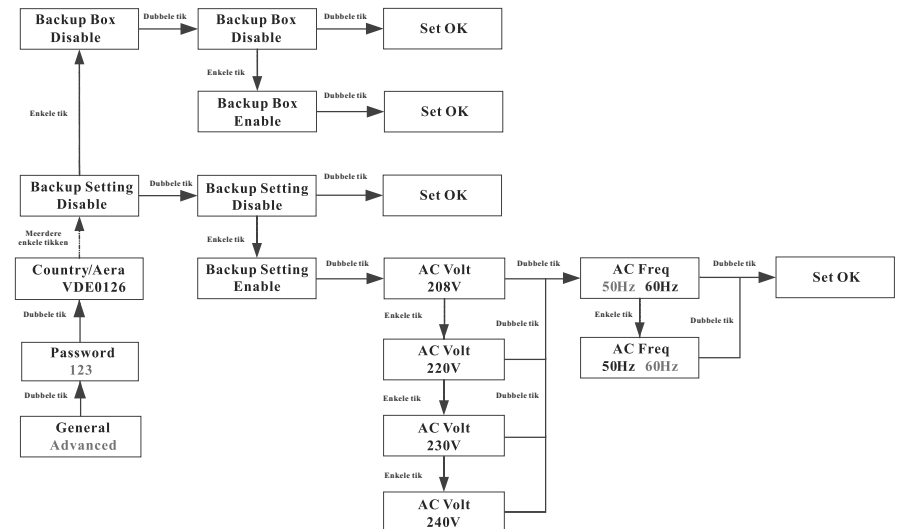 Backup Box
Disable
Dubbele tik
Backup Box
Disable
Dubbele tik
Set OK
Enkele tik
Backup Box
Enable
Dubbele tik
Set OK
Enkele tik
Backup Setting
Disable
Dubbele tik
Backup Setting
Disable
Dubbele tik
Set OK
Meerdere
enkele tikken
Enkele tik
Country/Aera
VDE0126
Backup Setting
Enable
Dubbele tik
AC Volt
208V
Dubbele tik
AC Freq
50Hz 60Hz
Dubbele tik
Set OK
Dubbele tik
Enkele tik
Dubbele tik
Enkele tik
Dubbele tik
Password
123
AC Volt
220V
AC Freq
50Hz 60Hz
Dubbele tik
Enkele tik
Dubbele tik
General
Advanced
AC Volt
230V
Enkele tik
AC Volt
240V